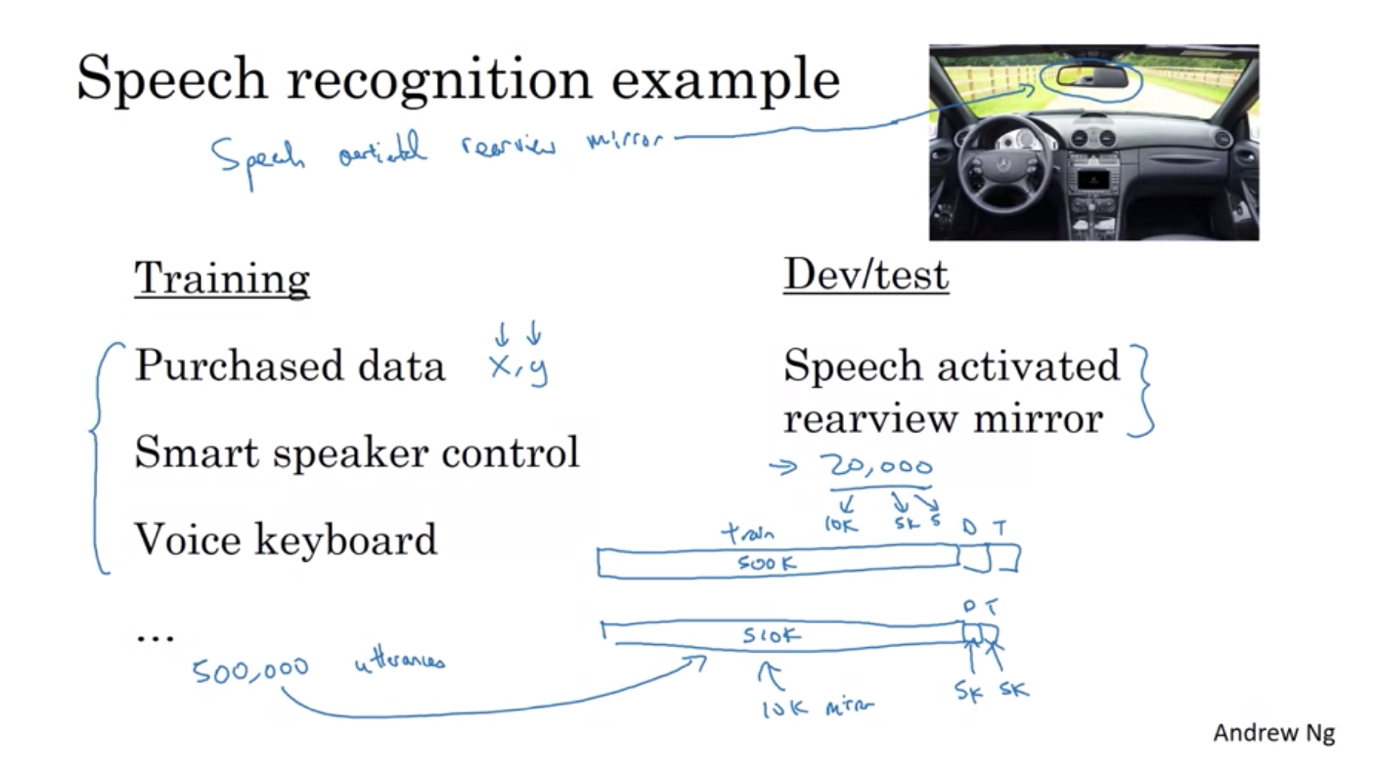 Speech recognition example
Speech rearview mirror
Training
Purchased data x, y
Smart speaker control
Voice keyboard
...
500,000 utterances
Dev/test
Speech activated
rearview mirror
20,000
10K 5K 5
train D T
500K
D T
510K
10K mirror
5K 5K
Andrew Ng